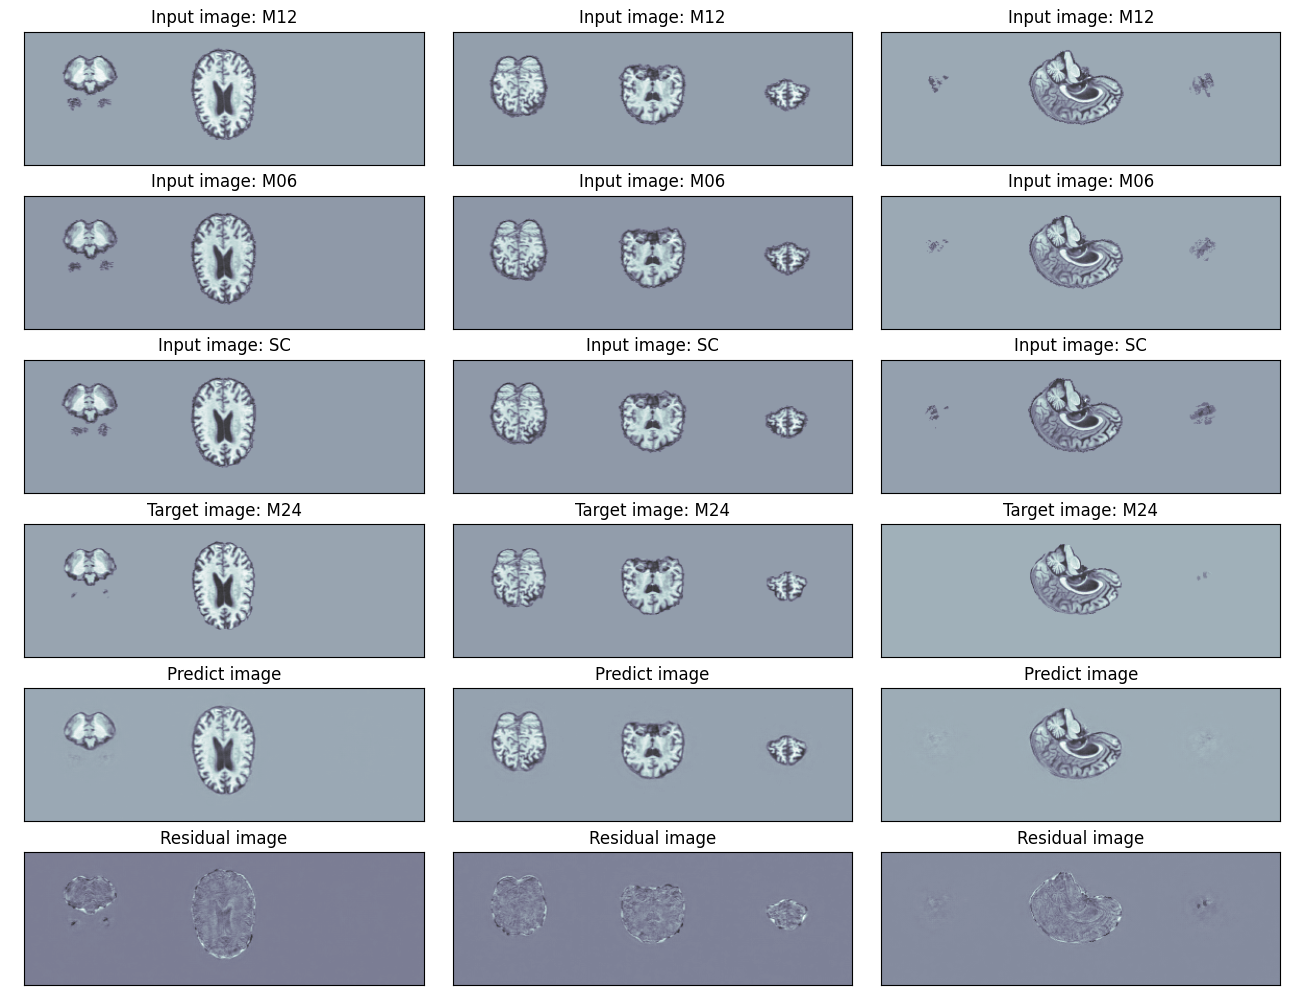 Input image: M12 Input image: M12 Input image: M12
Input image: M06 Input image: M06 Input image: M06
Input image: SC Input image: SC Input image: SC
Target image: M24 Target image: M24 Target image: M24
Predict image Predict image Predict image
Residual image Residual image Residual image